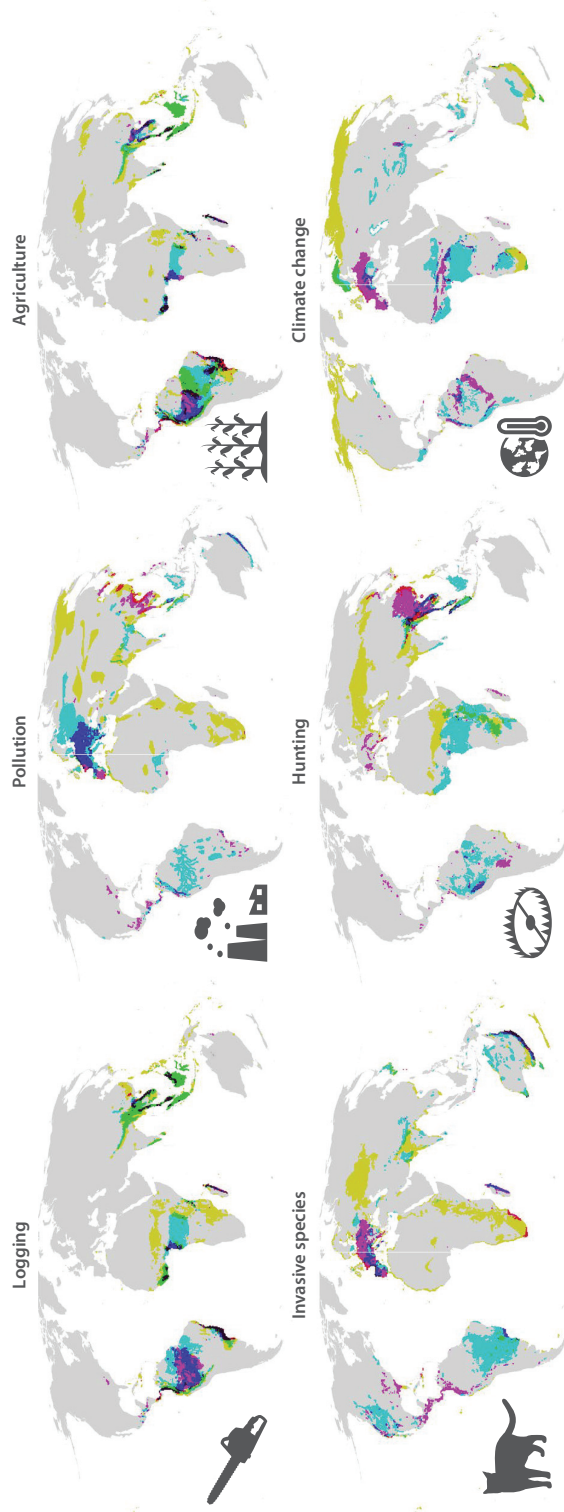 Logging
Pollution
Agriculture
Invasive species
Hunting
Climate change